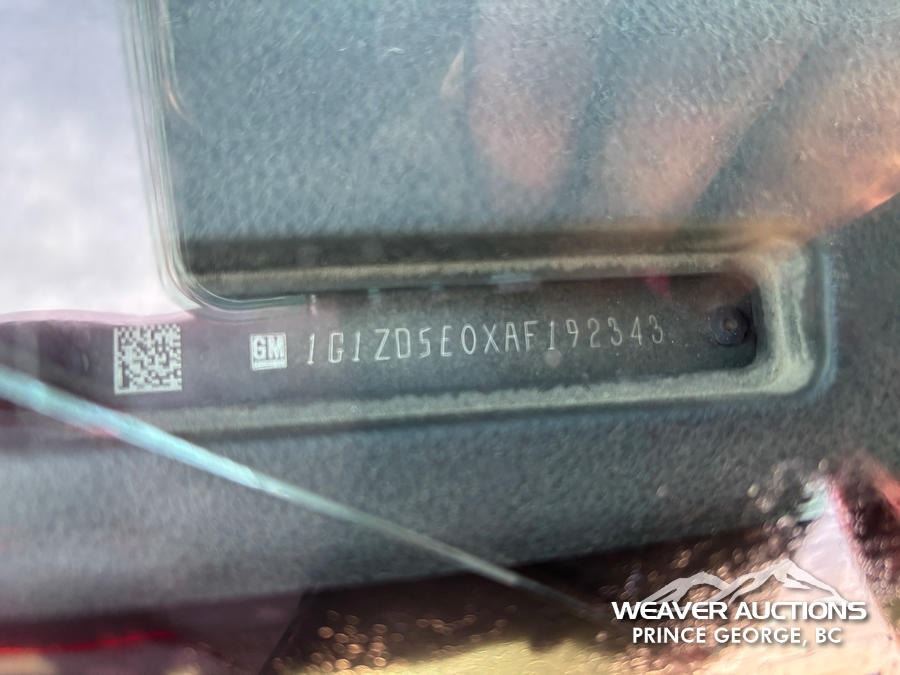 GM 1G1ZD5E0XAF192343
WEAVER AUCTIONS
PRINCE GEORGE, BC